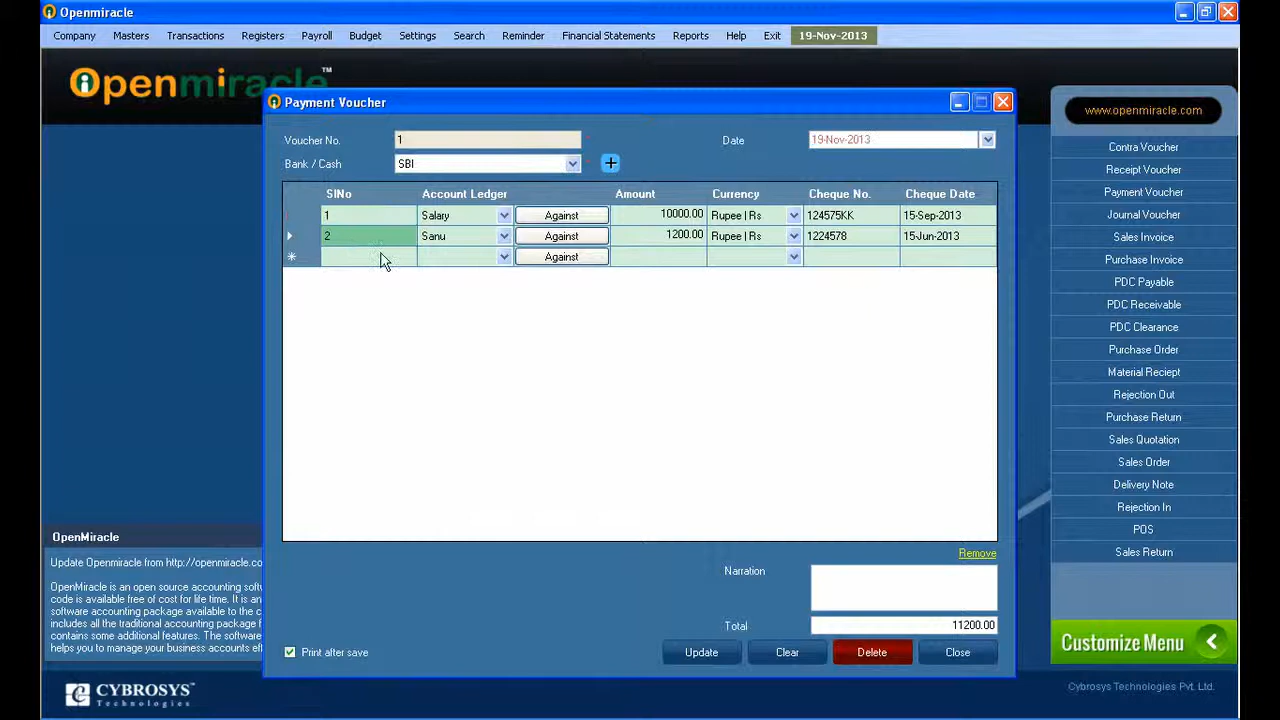 Openmiracle
Company Masters Transactions Registers Payroll Budget Settings Search Reminder Financial Statements Reports Help Exit 19-Nov-2013
Openmiracle™
Payment Voucher
Voucher No. 1 * Date 19-Nov-2013
Bank / Cash SBI * +
SlNo Account Ledger Amount Currency Cheque No. Cheque Date
1 Salary Against 10000.00 Rupee | Rs 124575KK 15-Sep-2013
2 Sanu Against 1200.00 Rupee | Rs 1224578 15-Jun-2013
* Against
Remove
Narration
Total 11200.00
Print after save Update Clear Delete Close
www.openmiracle.com
Contra Voucher
Receipt Voucher
Payment Voucher
Journal Voucher
Sales Invoice
Purchase Invoice
PDC Payable
PDC Receivable
PDC Clearance
Purchase Order
Material Reciept
Rejection Out
Purchase Return
Sales Quotation
Sales Order
Delivery Note
Rejection In
POS
Sales Return
Customize Menu
OpenMiracle
Update Openmiracle from http://openmiracle.co
OpenMiracle is an open source accounting soft
code is available free of cost for life time. It is an
software accounting package available to the c
includes all the traditional accounting package f
contains some additional features. The software
helps you to manage your business accounts eff
CYBROSYS™
Technologies
Cybrosys Technologies Pvt. Ltd.